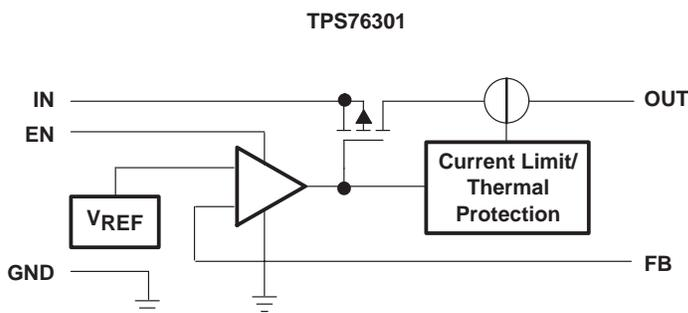 TPS76301
IN
OUT
EN
Current Limit/
Thermal
Protection
VREF
GND
FB